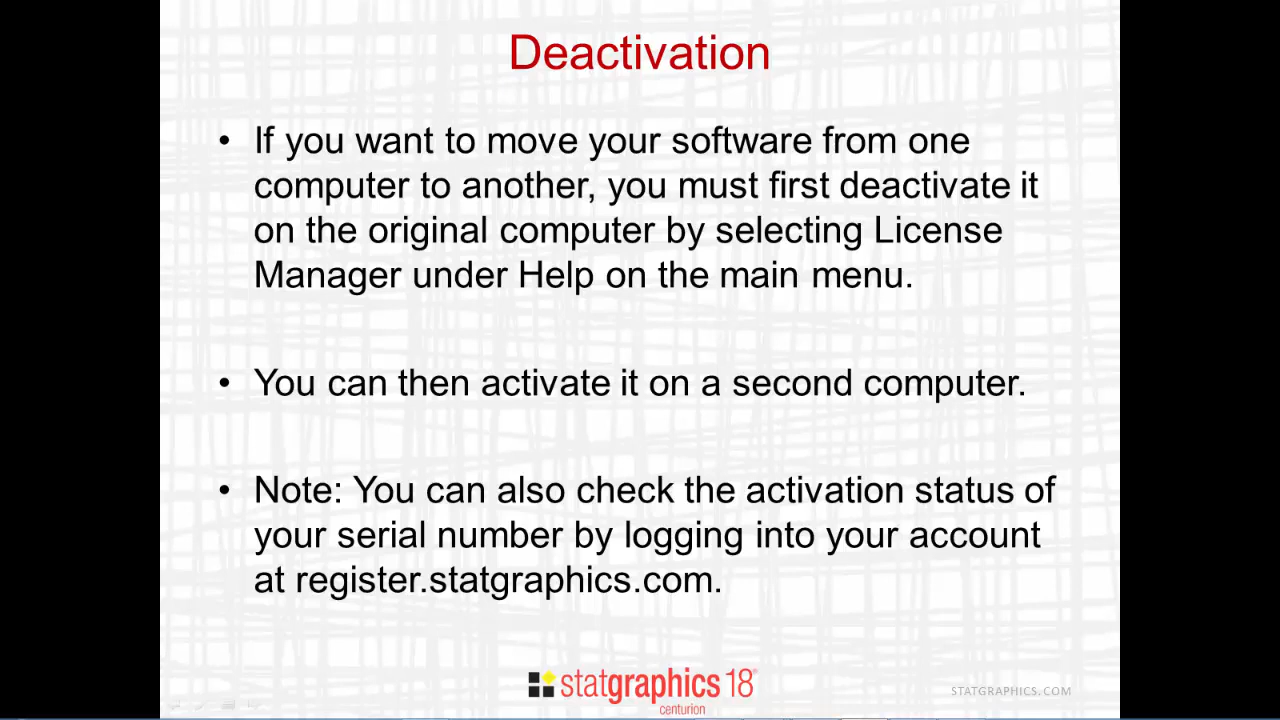 Deactivation
• If you want to move your software from one
computer to another, you must first deactivate it
on the original computer by selecting License
Manager under Help on the main menu.
• You can then activate it on a second computer.
• Note: You can also check the activation status of
your serial number by logging into your account
at register.statgraphics.com.
statgraphics 18®
centurion
STATGRAPHICS.COM